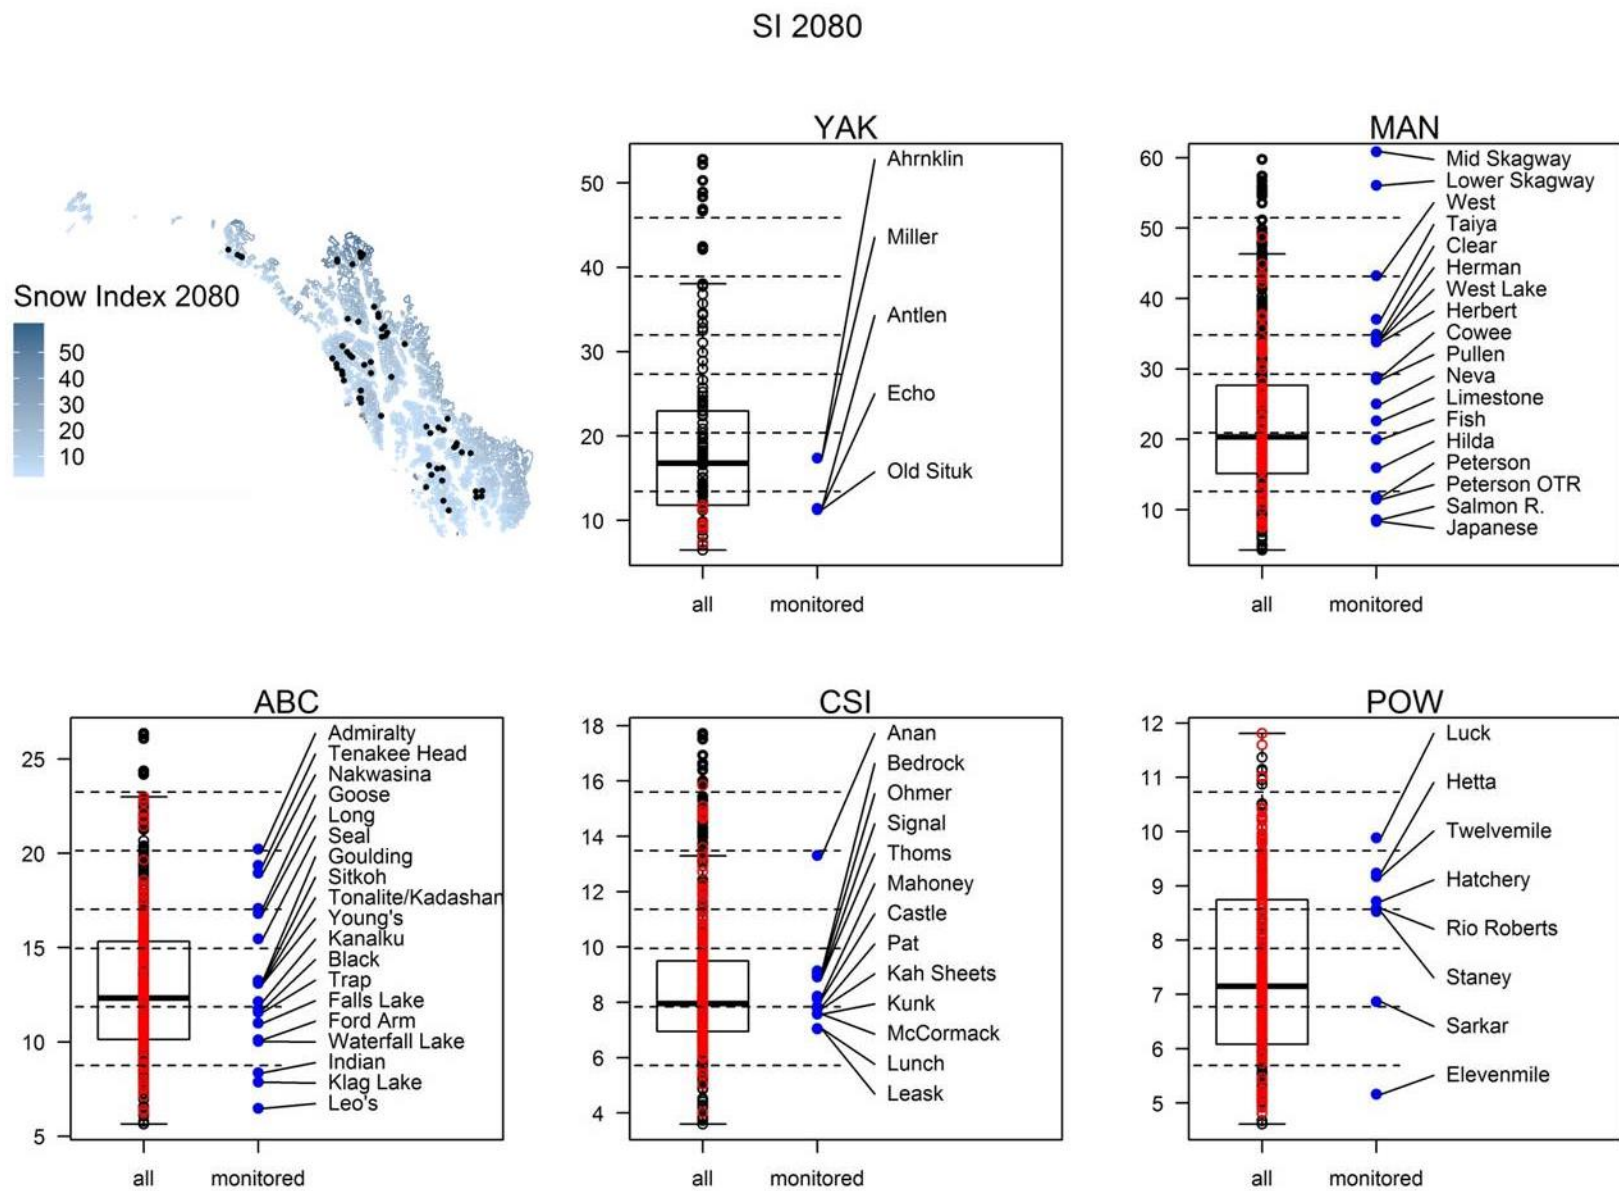 SI 2080
Snow Index 2080
50
40
30
20
10
YAK
50
40
30
20
10
Ahrnklin
Miller
Antlen
Echo
Old Situk
all monitored
MAN
60
50
40
30
20
10
Mid Skagway
Lower Skagway
West
Taiya
Clear
Herman
West Lake
Herbert
Cowee
Pullen
Neva
Limestone
Fish
Hilda
Peterson
Peterson OTR
Salmon R.
Japanese
all monitored
ABC
25
20
15
10
5
Admiralty
Tenakee Head
Nakwasina
Goose
Long
Seal
Goulding
Sitkoh
Tonalite/Kadashan
Young's
Kanalku
Black
Trap
Falls Lake
Ford Arm
Waterfall Lake
Indian
Klag Lake
Leo's
all monitored
CSI
18
16
14
12
10
8
6
4
Anan
Bedrock
Ohmer
Signal
Thoms
Mahoney
Castle
Pat
Kah Sheets
Kunk
McCormack
Lunch
Leask
all monitored
POW
12
11
10
9
8
7
6
5
Luck
Hetta
Twelvemile
Hatchery
Rio Roberts
Staney
Sarkar
Elevenmile
all monitored